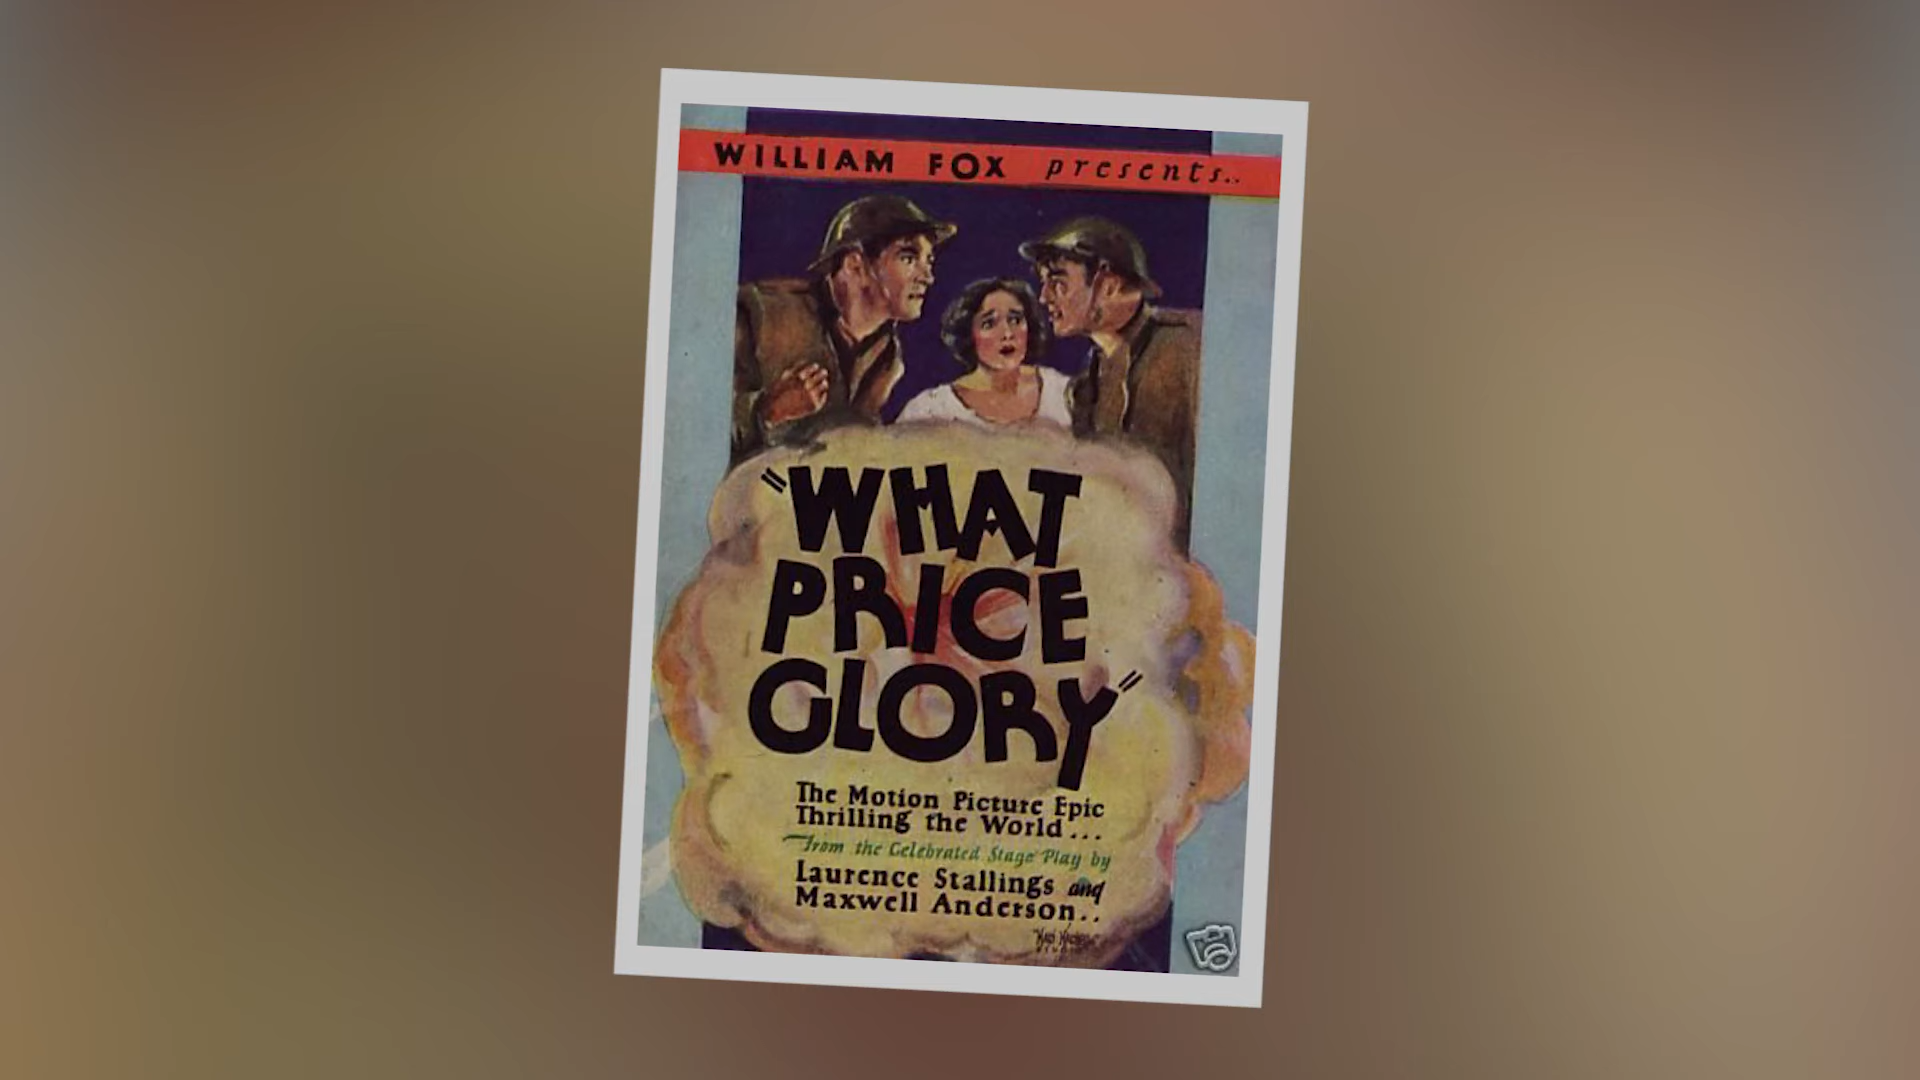 WILLIAM FOX presents..
"WHAT
PRICE
GLORY"
The Motion Picture Epic
Thrilling the World...
from the Celebrated Stage Play by
Laurence Stallings and
Maxwell Anderson..